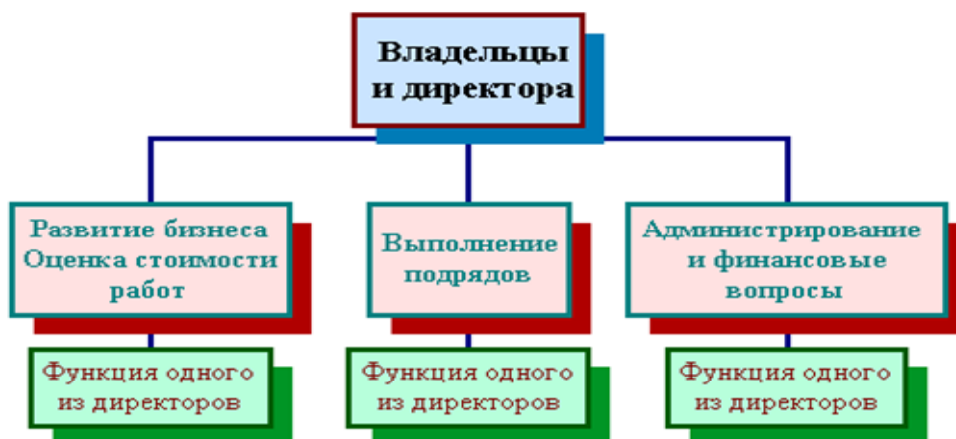 Владельцы
и директора
Развитие бизнеса
Оценка стоимости
работ
Выполнение
подрядов
Администрирование
и финансовые
вопросы
Функция одного
из директоров
Функция одного
из директоров
Функция одного
из директоров